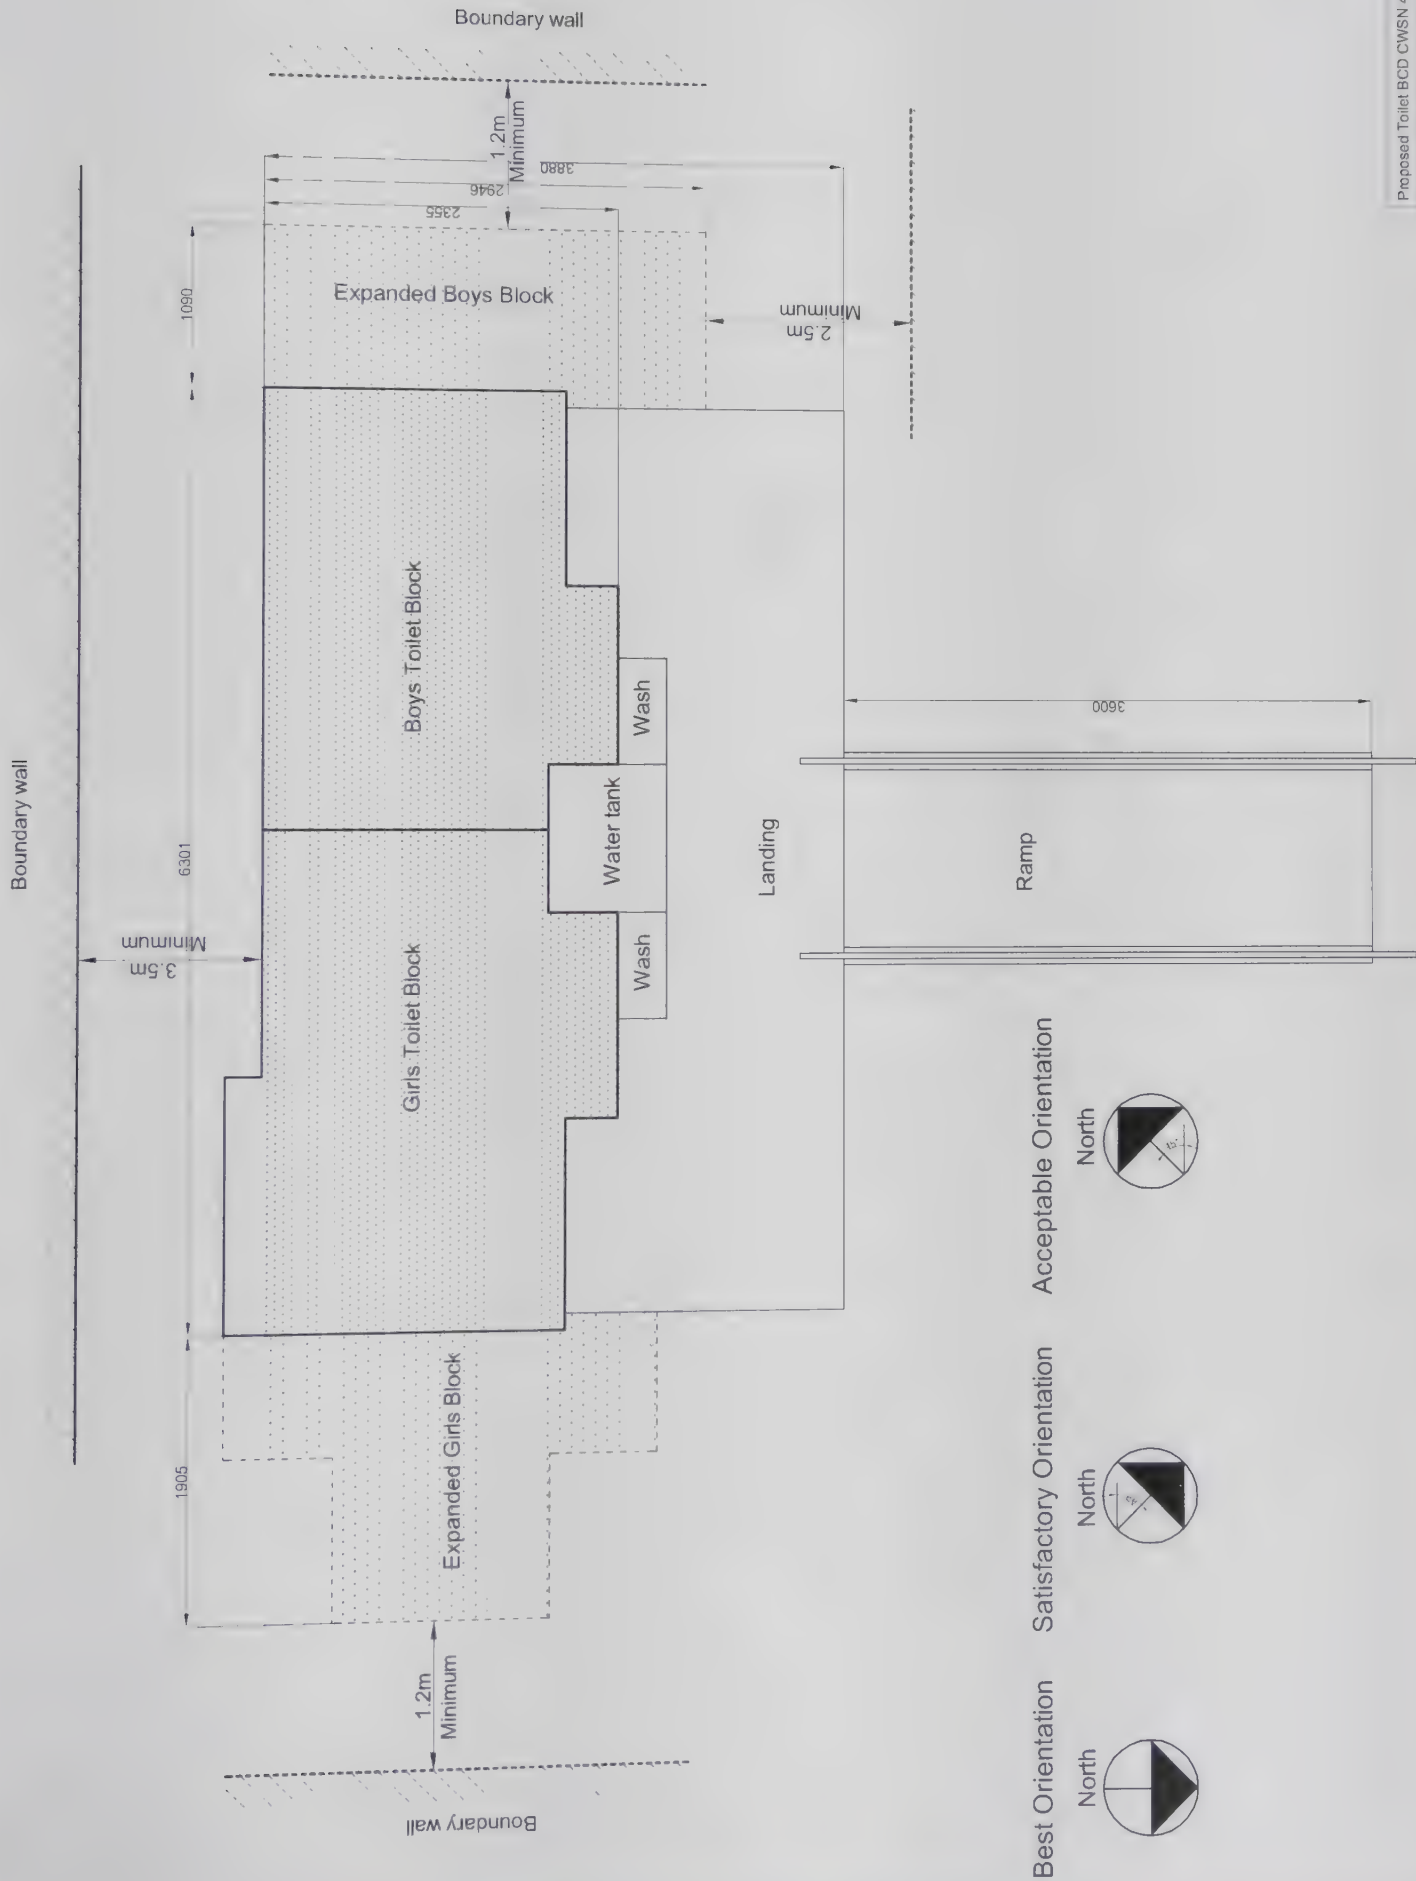 Boundary wall
Boundary wall
1.2m
Minimum
3880
2946
2355
1090
Expanded Boys Block
2.5m
Minimum
6301
3.5m
Minimum
Boys Toilet Block
Girls Toilet Block
Wash
Water tank
Wash
Landing
3600
Ramp
1905
Expanded Girls Block
1.2m
Minimum
Boundary wall
Best Orientation
North
Satisfactory Orientation
North
Acceptable Orientation
North
Proposed Toilet BCD CWSN